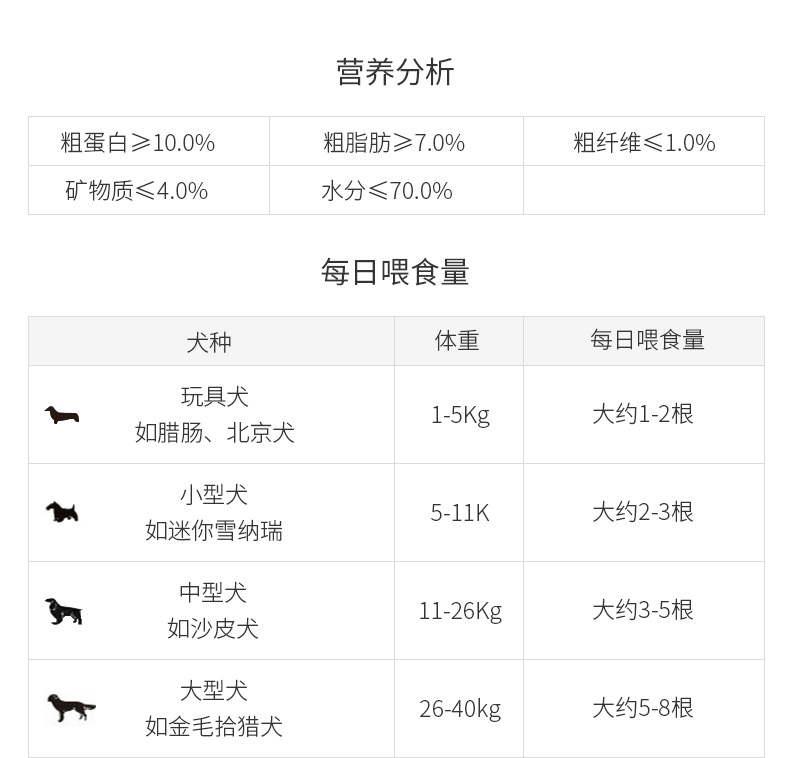 营养分析
粗蛋白≥10.0%
粗脂肪≥7.0%
粗纤维≤1.0%
矿物质≤4.0%
水分≤70.0%
每日喂食量
犬种
体重
每日喂食量
玩具犬
如腊肠、北京犬
1-5Kg
大约1-2根
小型犬
如迷你雪纳瑞
5-11K
大约2-3根
中型犬
如沙皮犬
11-26Kg
大约3-5根
大型犬
如金毛拾猎犬
26-40kg
大约5-8根